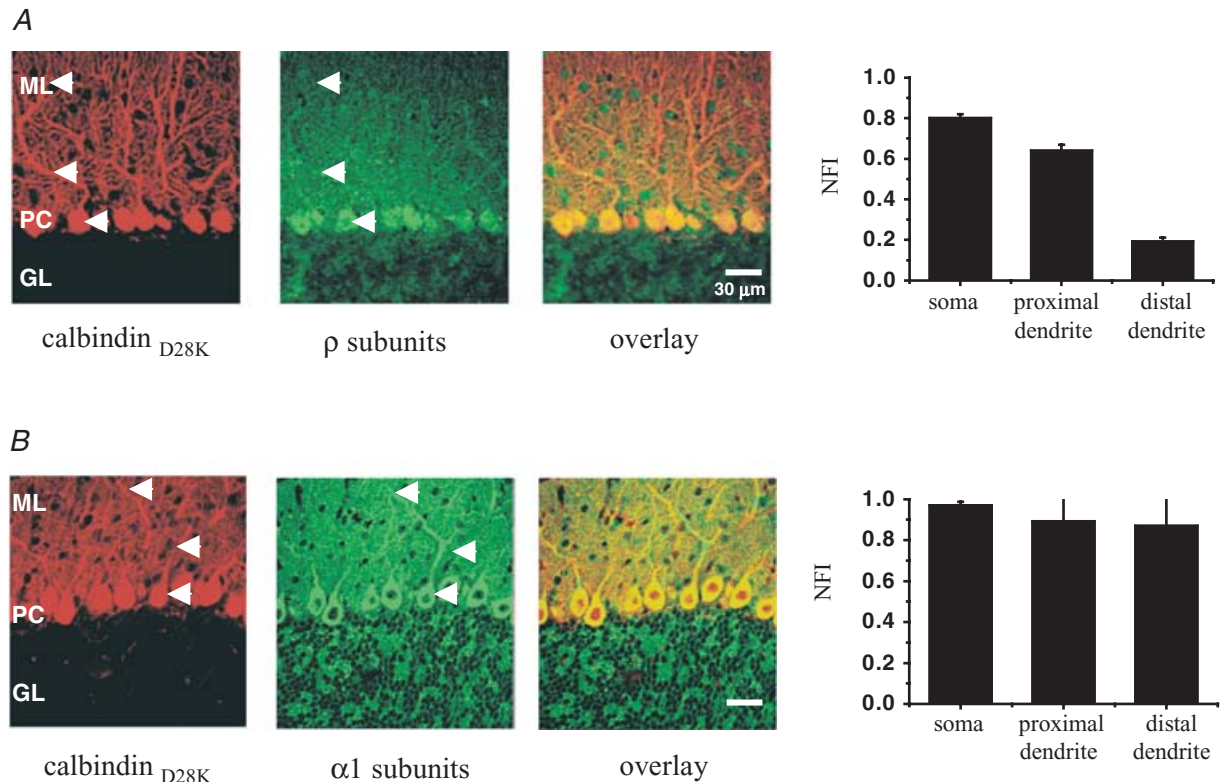 A
ML
PC
GL
30 µm
calbindin D28K
ρ subunits
overlay
NFI
1.0
0.8
0.6
0.4
0.2
0.0
soma
proximal dendrite
distal dendrite
B
ML
PC
GL
calbindin D28K
α1 subunits
overlay
NFI
1.0
0.8
0.6
0.4
0.2
0.0
soma
proximal dendrite
distal dendrite